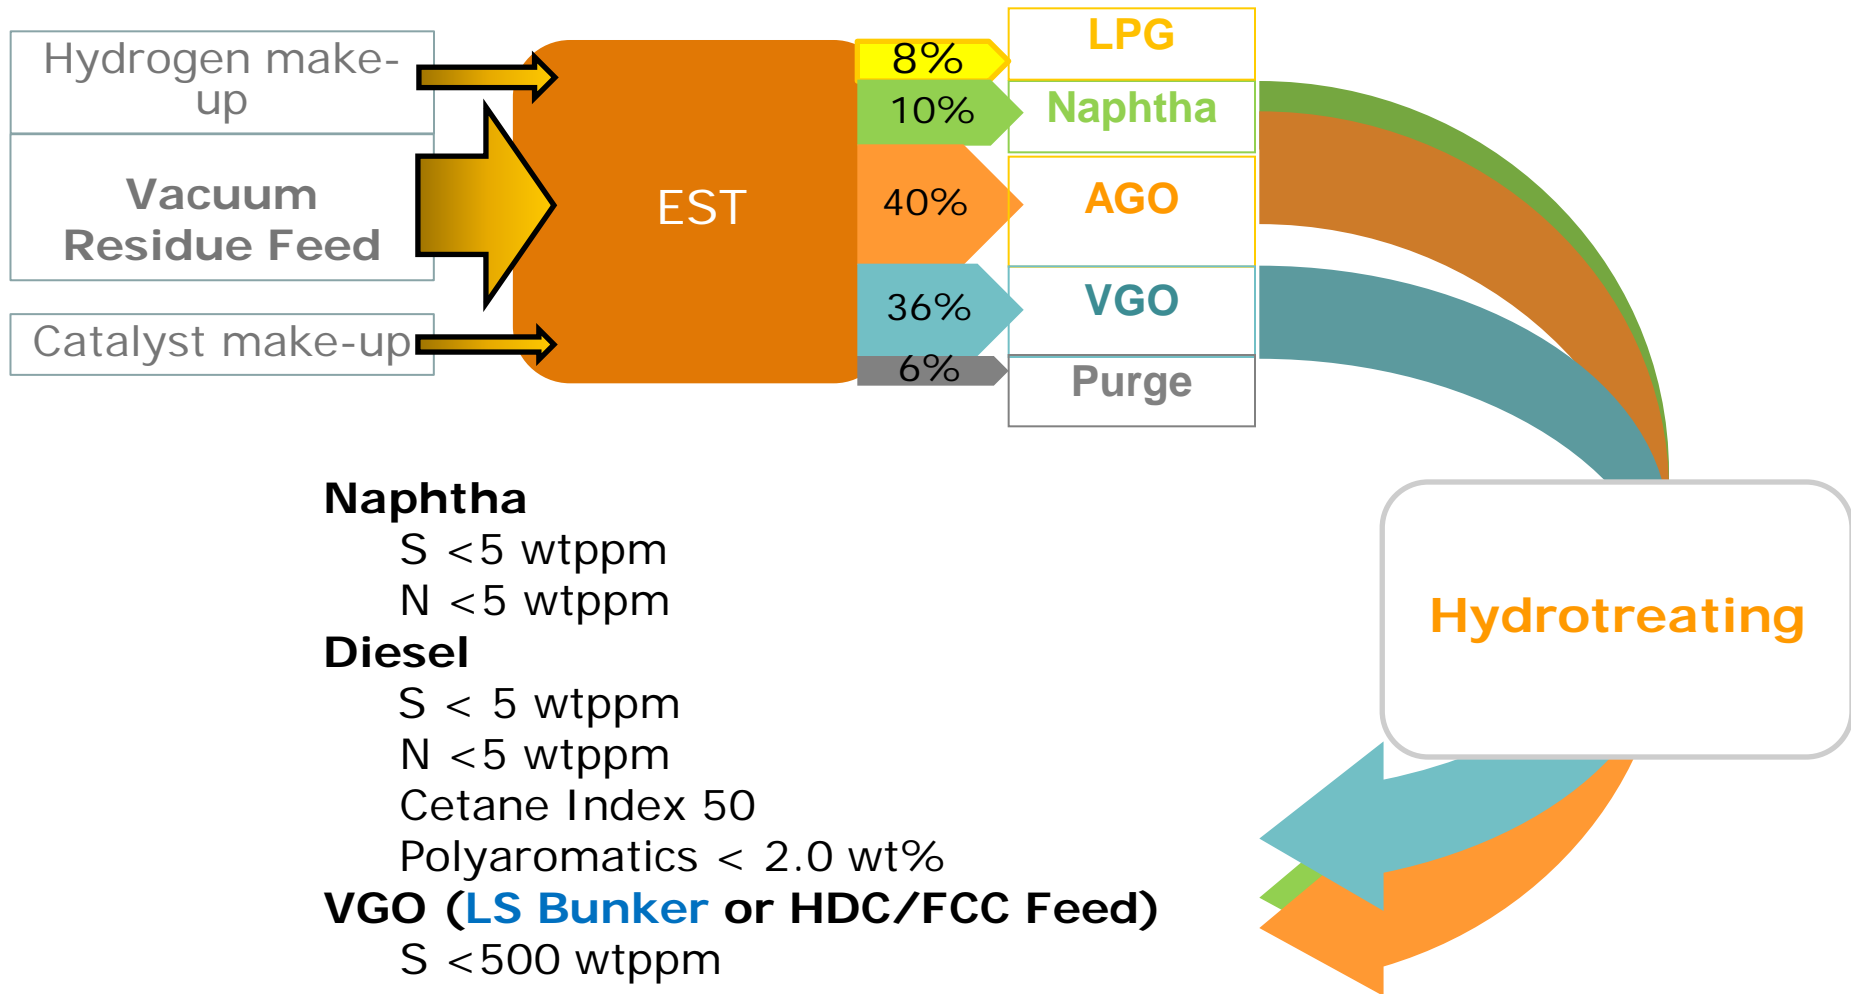 Hydrogen make-
up
Vacuum
Residue Feed
Catalyst make-up
EST
8%
10%
40%
36%
6%
LPG
Naphtha
AGO
VGO
Purge
Hydrotreating
Naphtha
S <5 wtppm
N <5 wtppm
Diesel
S < 5 wtppm
N <5 wtppm
Cetane Index 50
Polyaromatics < 2.0 wt%
VGO (LS Bunker or HDC/FCC Feed)
S <500 wtppm